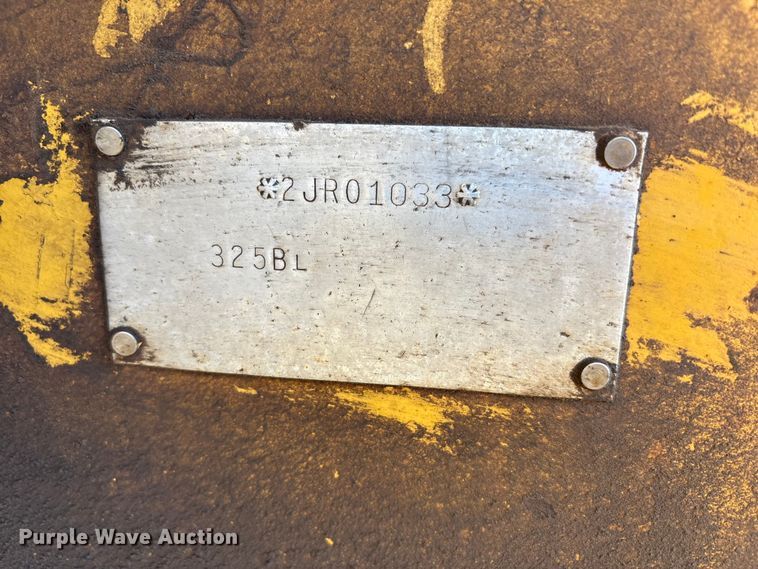 *2JR01033*
325BL
Purple Wave Auction